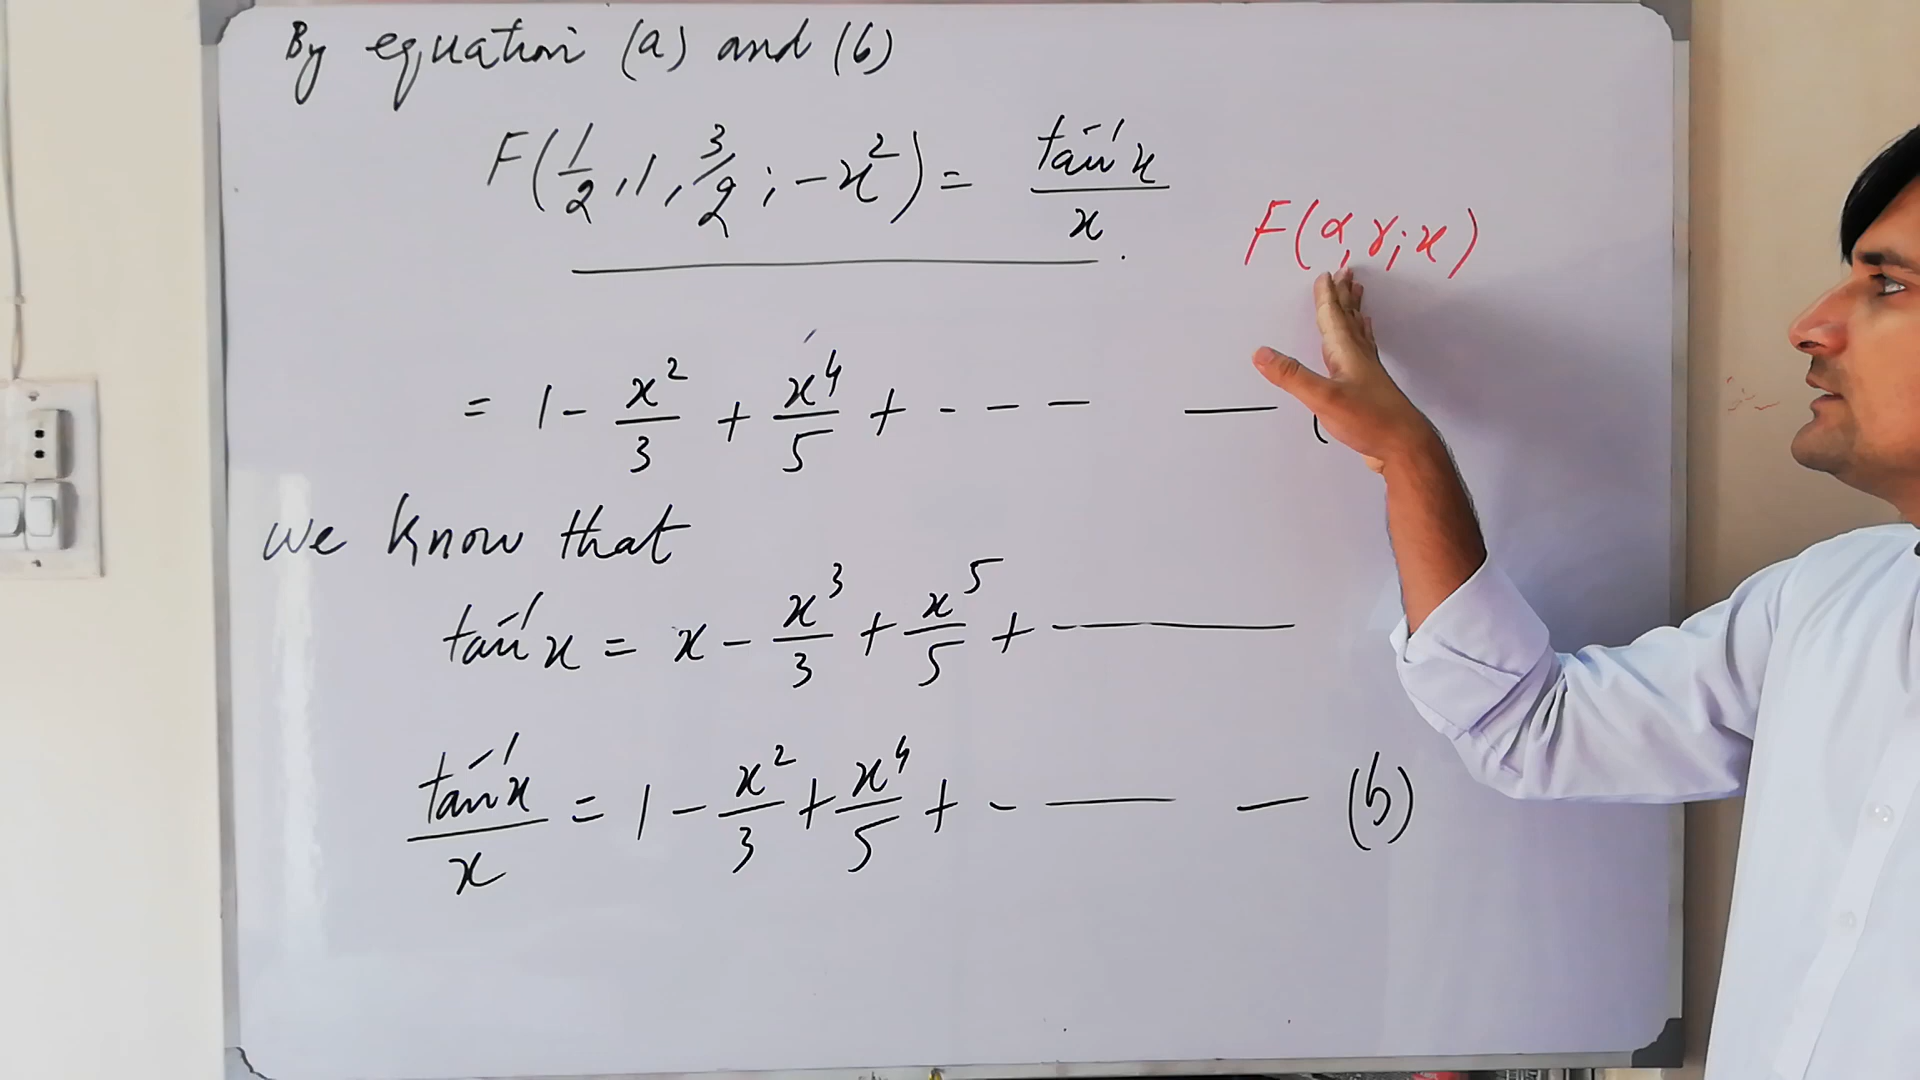 By equation (a) and (b)
F(1/2, 1, 3/2; -x²) = tan⁻¹x/x.
F(α, γ; x)
= 1 - x²/3 + x⁴/5 + - - - — (
we know that
tan⁻¹x = x - x³/3 + x⁵/5 + —
tan⁻¹x/x = 1 - x²/3 + x⁴/5 + - — — (b)